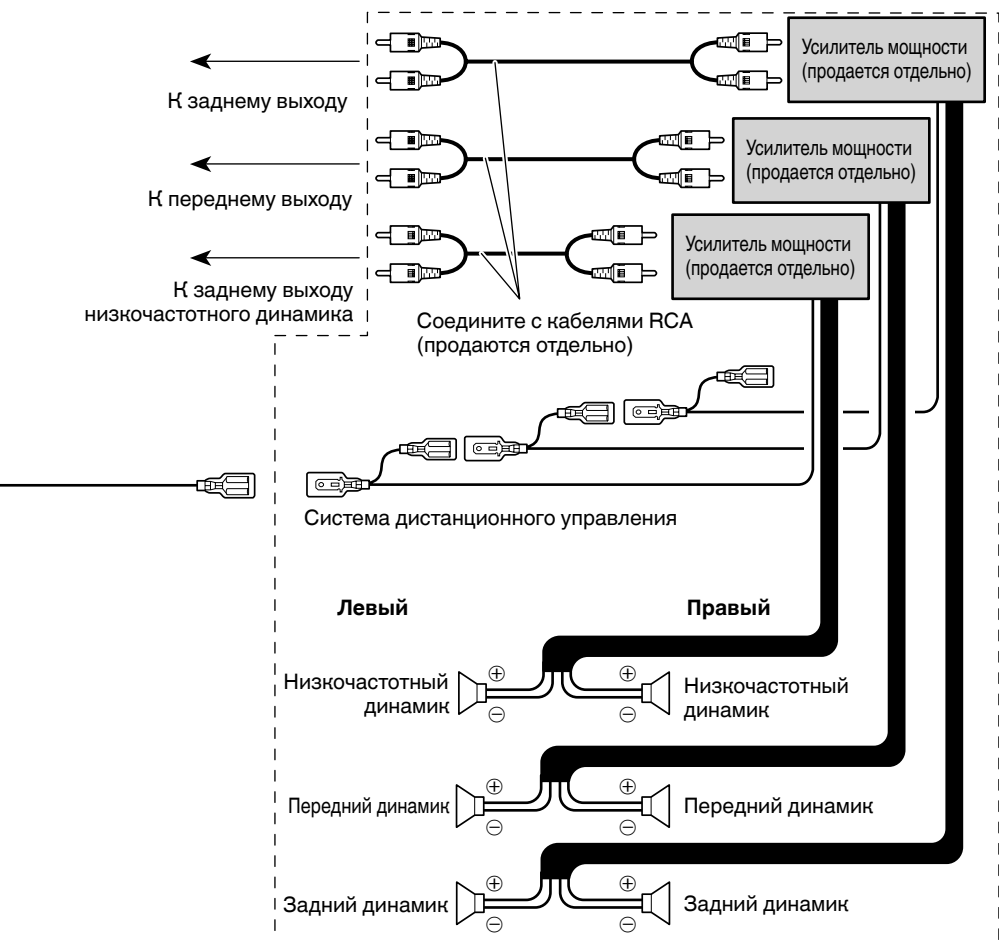 Усилитель мощности
(продается отдельно)
К заднему выходу
Усилитель мощности
(продается отдельно)
К переднему выходу
Усилитель мощности
(продается отдельно)
К заднему выходу
низкочастотного динамика
Соедините с кабелями RCA
(продаются отдельно)
Система дистанционного управления
Левый
Правый
⊕
⊕
Низкочастотный
динамик
Низкочастотный
динамик
⊖
⊖
⊕
⊕
Передний динамик
Передний динамик
⊖
⊖
⊕
⊕
Задний динамик
Задний динамик
⊖
⊖